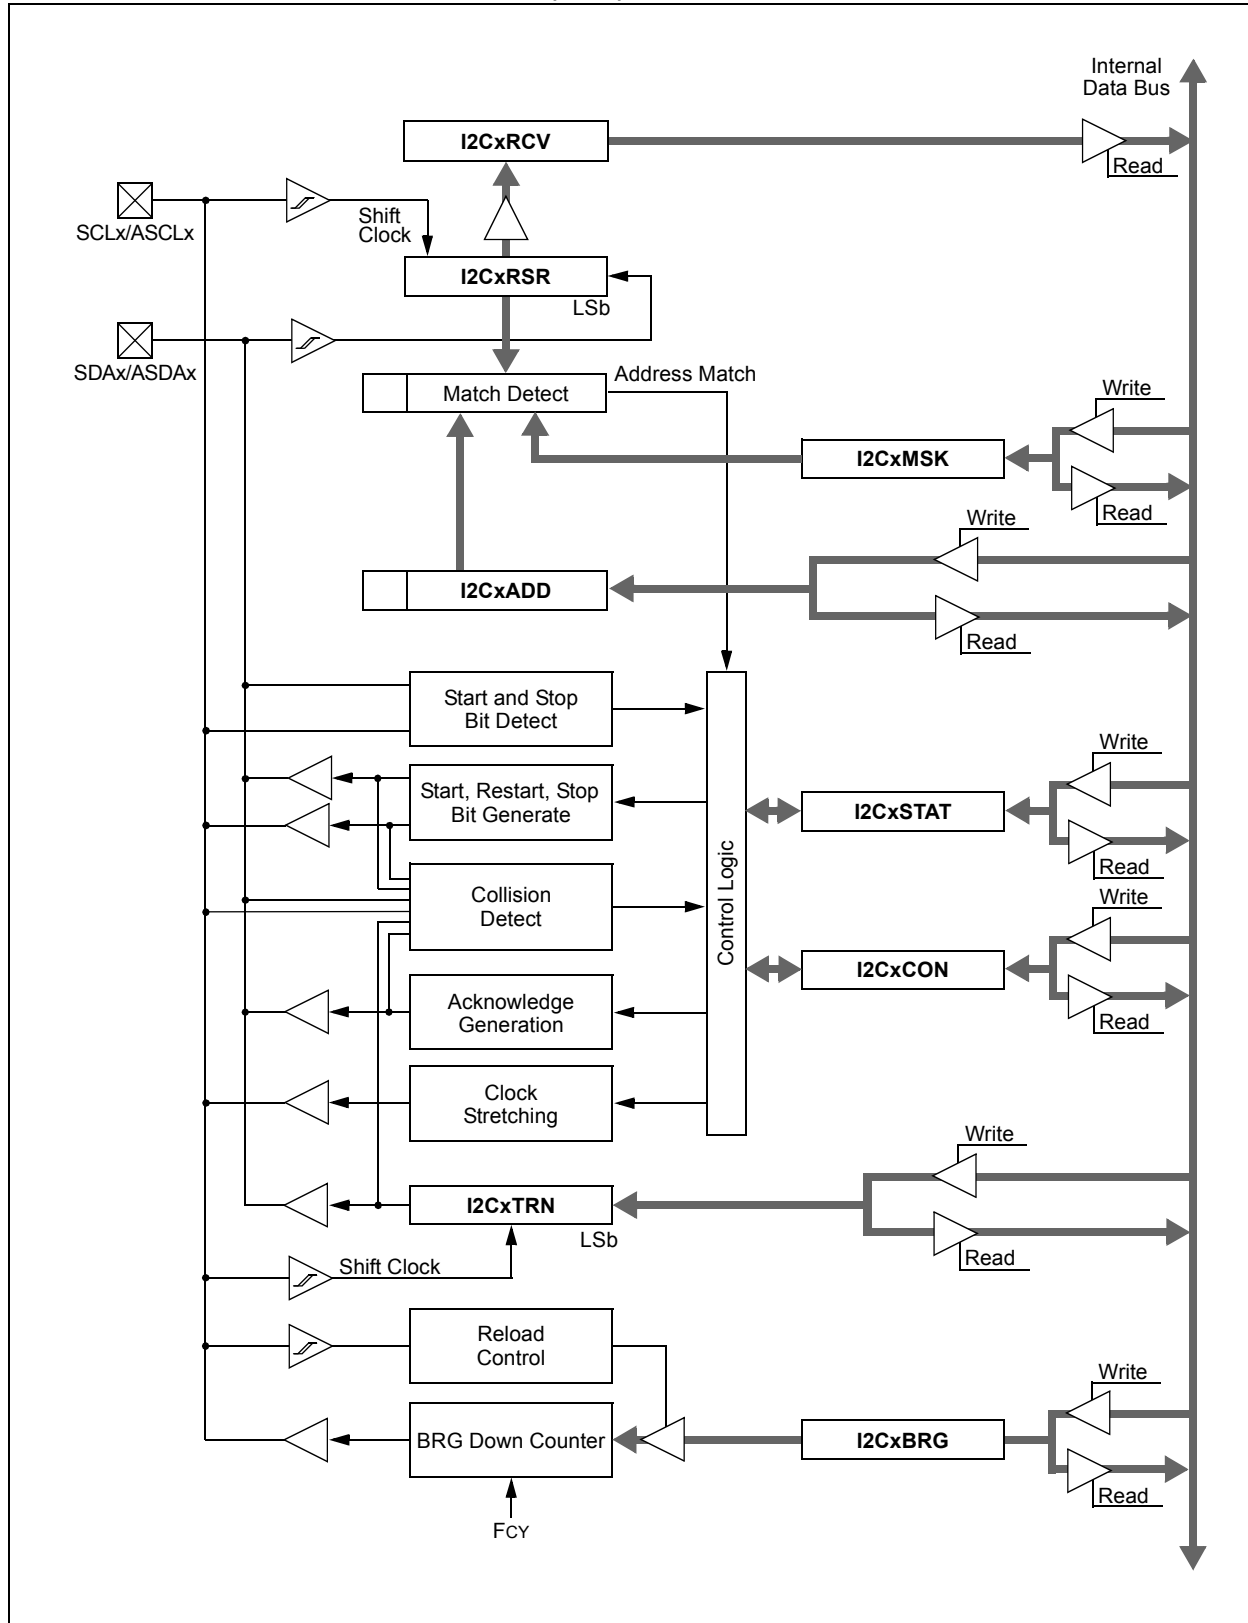 Internal
Data Bus
I2CxRCV
Read
SCLx/ASCLx
Shift
Clock
I2CxRSR
LSb
SDAx/ASDAx
Address Match
Match Detect
Write
I2CxMSK
Read
Write
I2CxADD
Read
Start and Stop
Bit Detect
Start, Restart, Stop
Bit Generate
Control Logic
Write
I2CxSTAT
Read
Collision
Detect
Write
I2CxCON
Read
Acknowledge
Generation
Clock
Stretching
Write
I2CxTRN
LSb
Read
Shift Clock
Reload
Control
Write
BRG Down Counter
I2CxBRG
Read
FCY